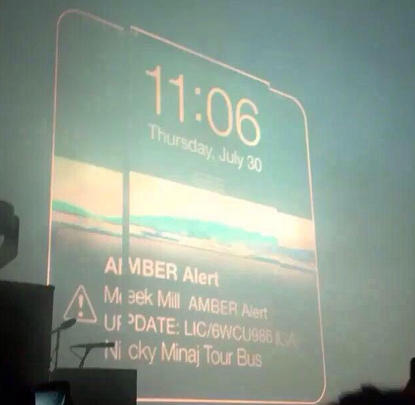 11:06
Thursday, July 30
AMBER Alert
Meek Mill AMBER Alert
UPDATE: LIC/6WCU986
Nicky Minaj Tour Bus